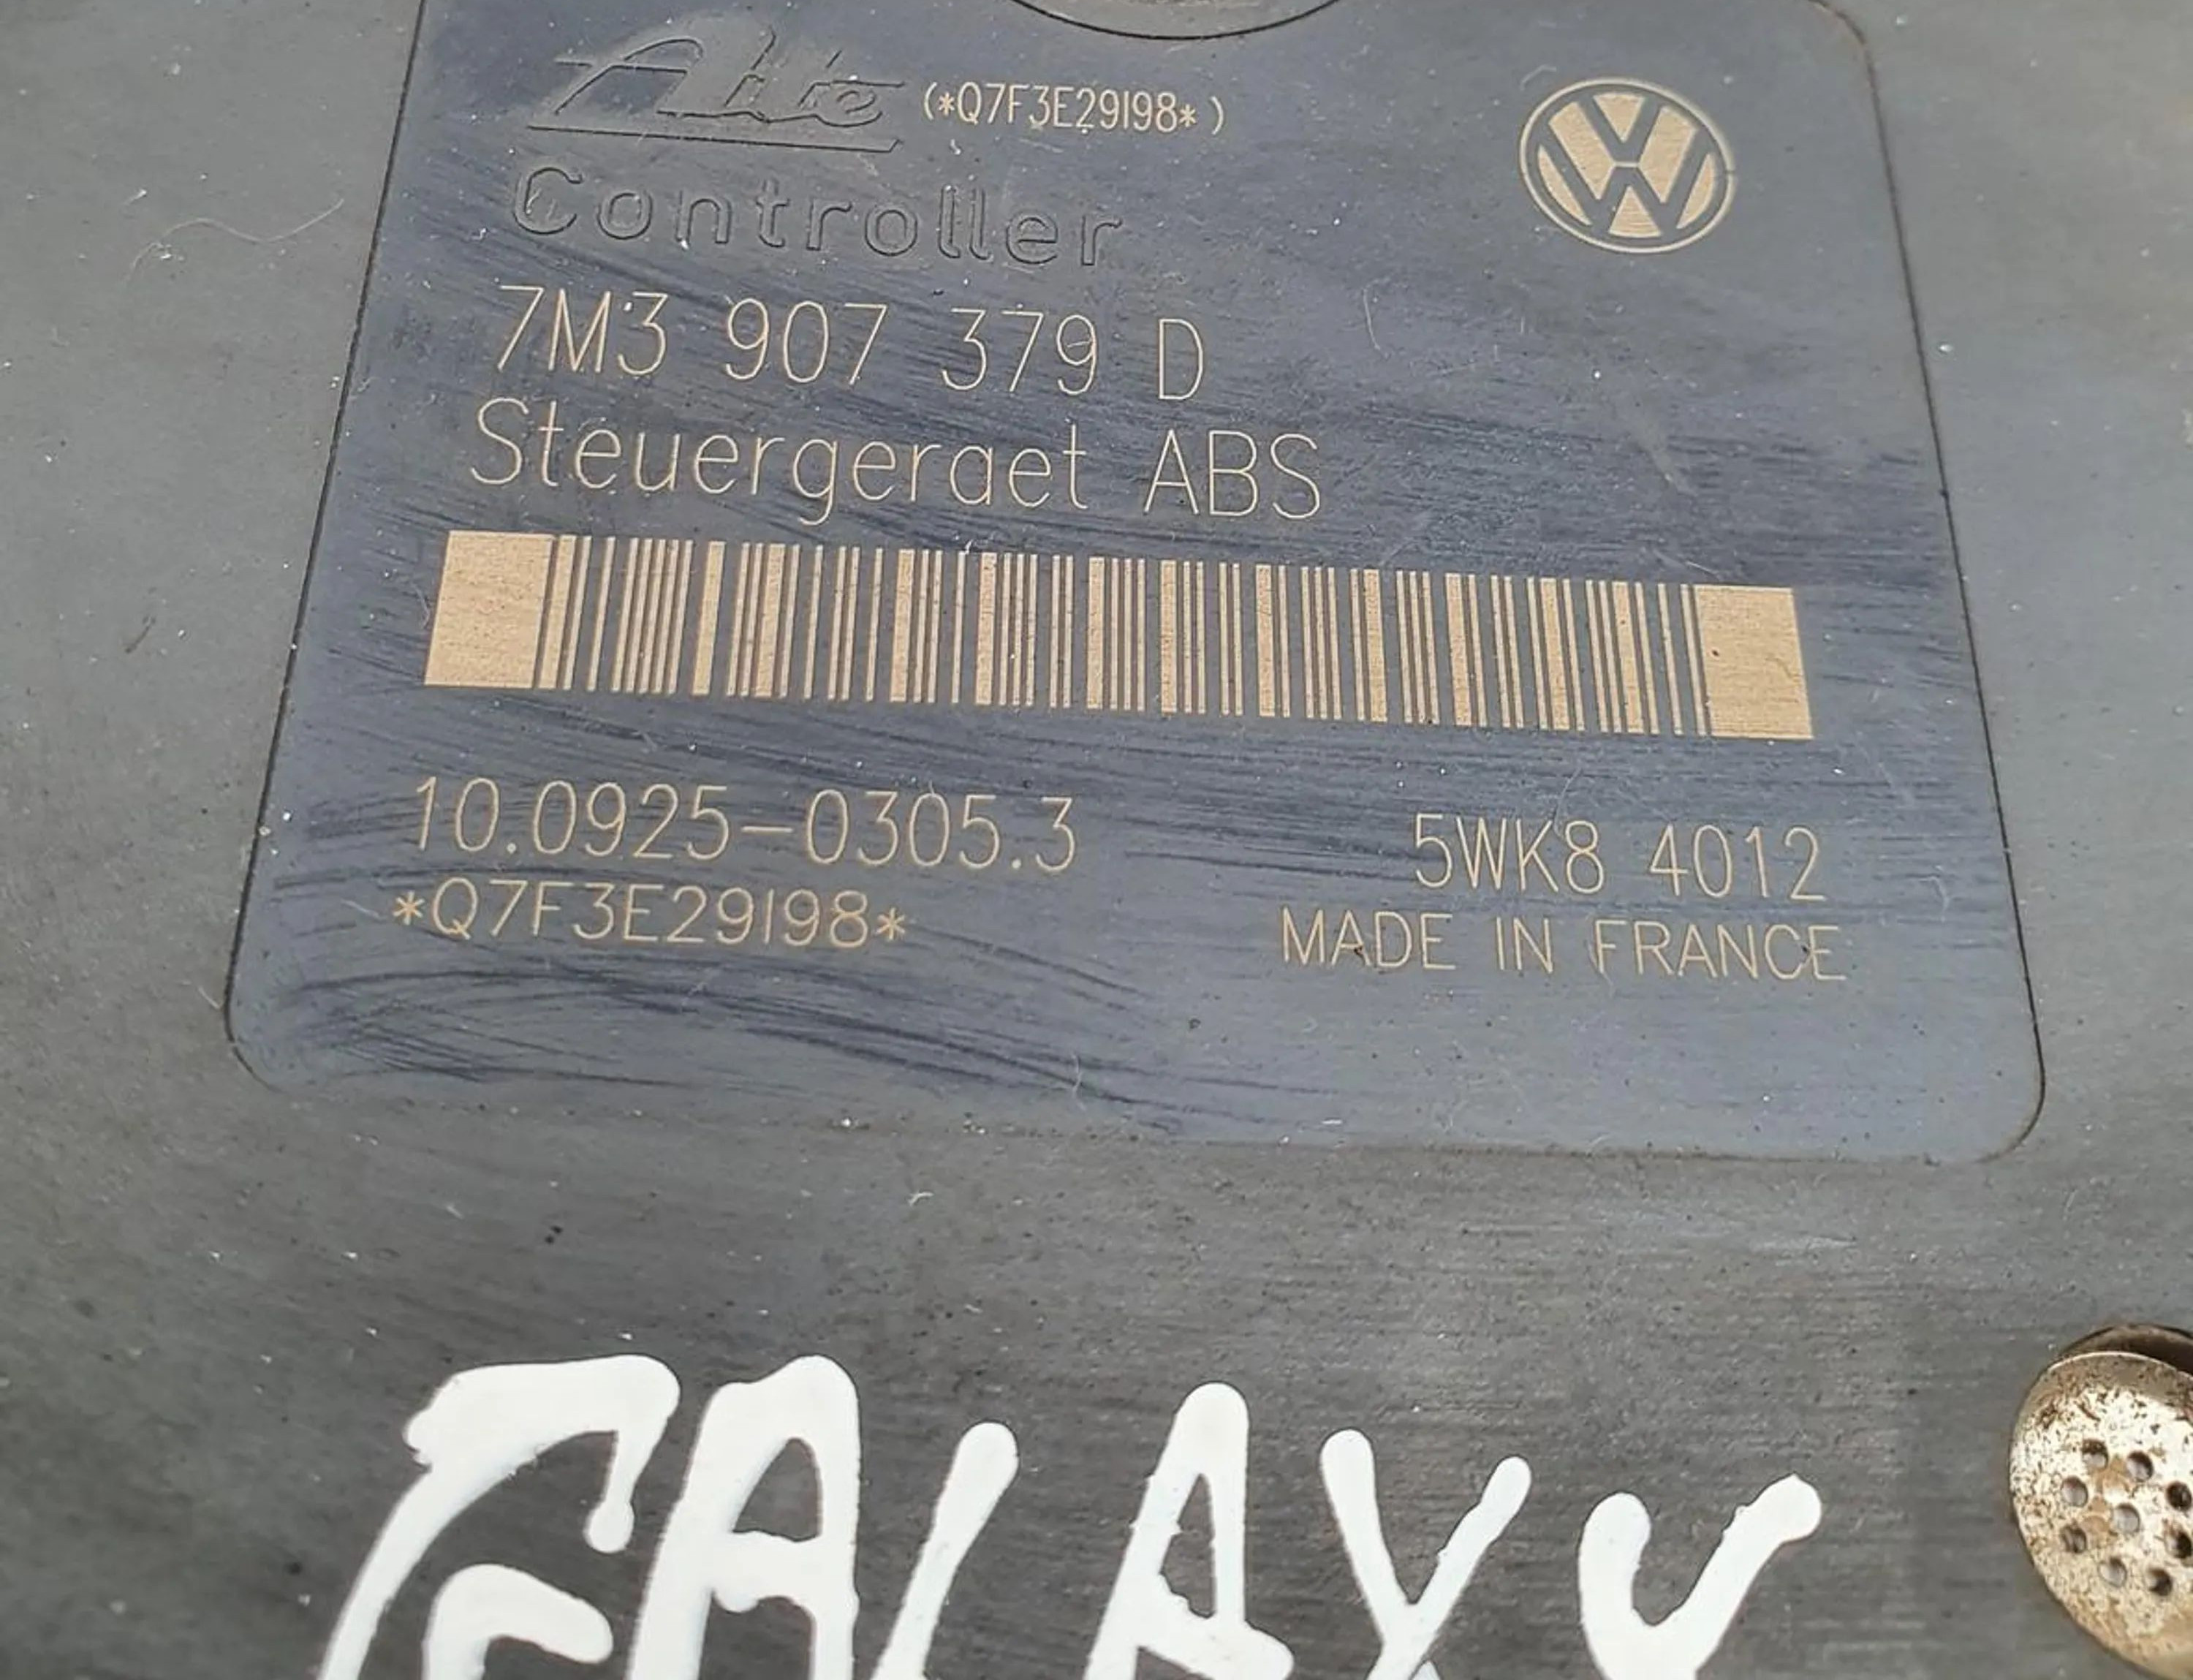 Ate (*Q7F3E29198*)
Controller
7M3 907 379 D
Steuergeraet ABS
10.0925-0305.3
5WK8 4012
*Q7F3E29198*
MADE IN FRANCE
GALAXY